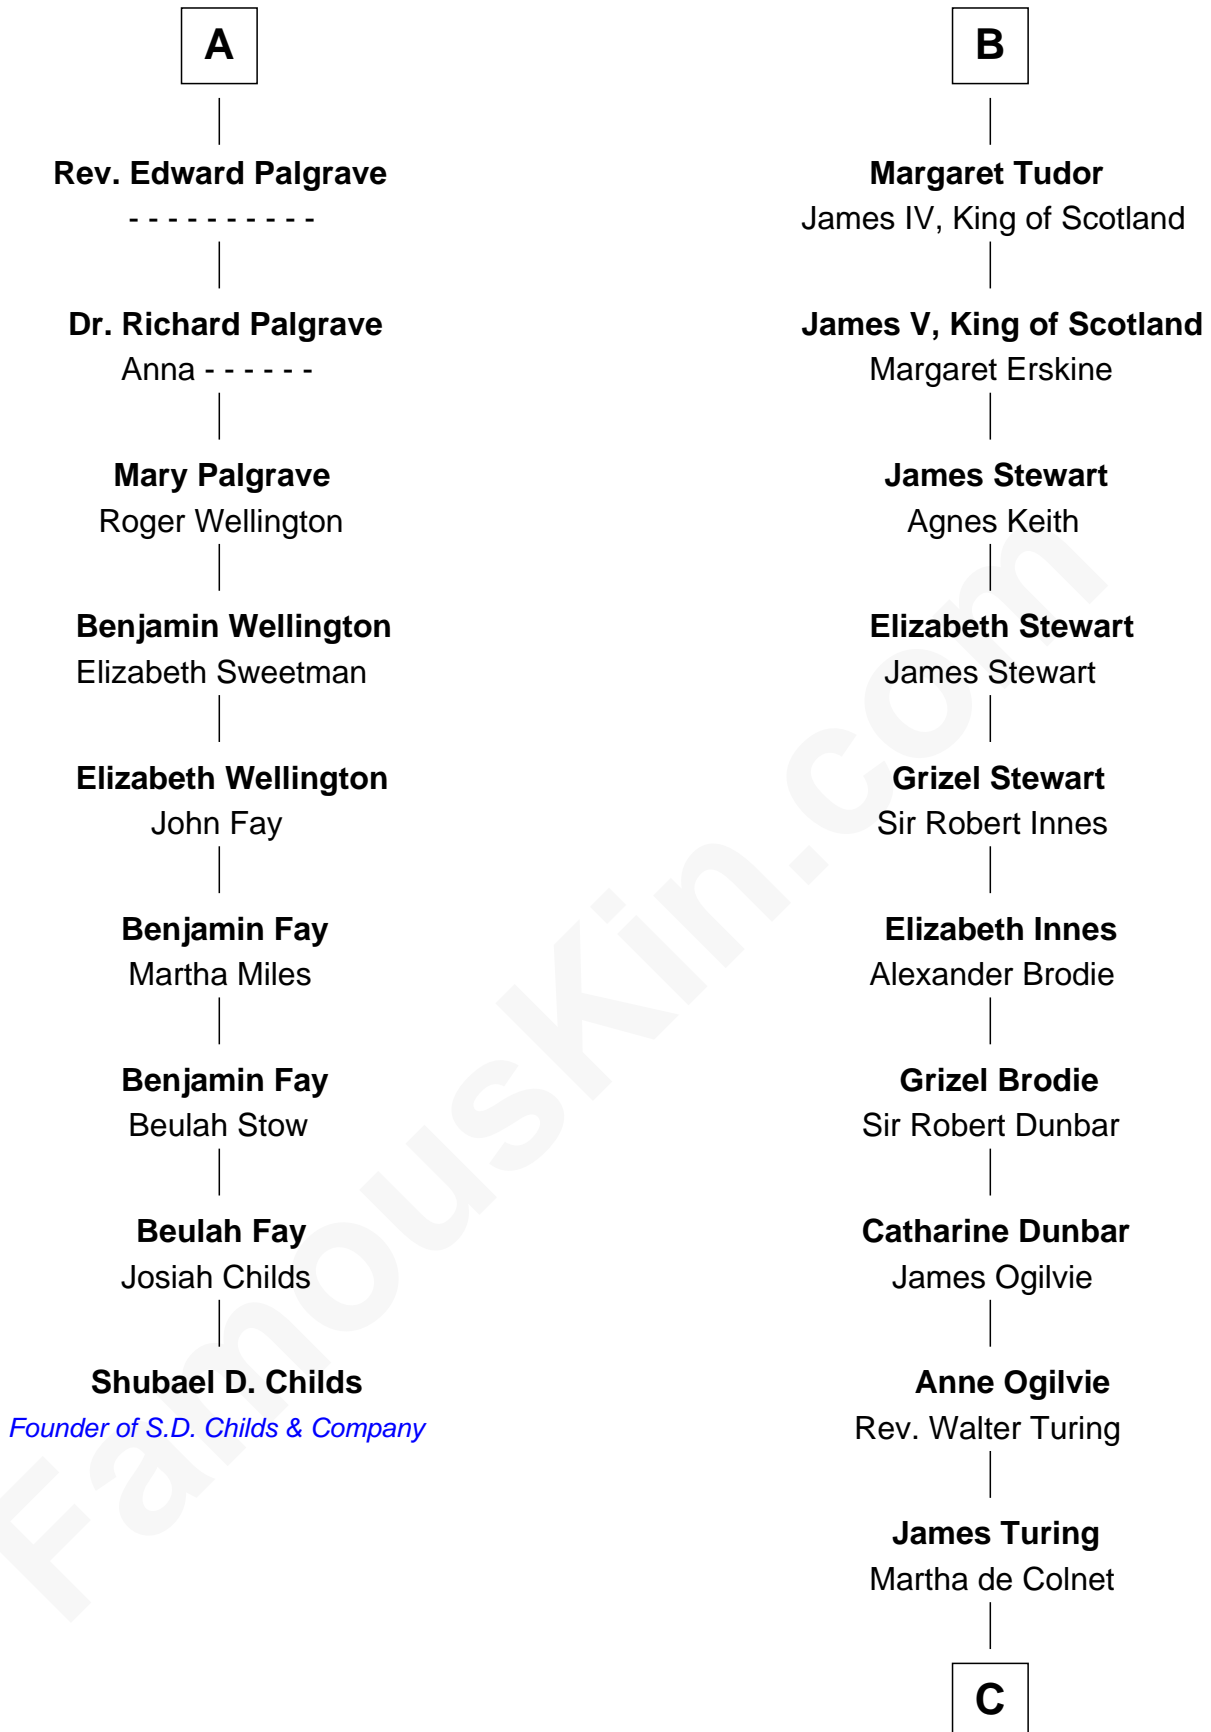 A
Rev. Edward Palgrave
- - - - - - - - - -
Dr. Richard Palgrave
Anna - - - - - -
Mary Palgrave
Roger Wellington
Benjamin Wellington
Elizabeth Sweetman
Elizabeth Wellington
John Fay
Benjamin Fay
Martha Miles
Benjamin Fay
Beulah Stow
Beulah Fay
Josiah Childs
Shubael D. Childs
Founder of S.D. Childs & Company
B
Margaret Tudor
James IV, King of Scotland
James V, King of Scotland
Margaret Erskine
James Stewart
Agnes Keith
Elizabeth Stewart
James Stewart
Grizel Stewart
Sir Robert Innes
Elizabeth Innes
Alexander Brodie
Grizel Brodie
Sir Robert Dunbar
Catharine Dunbar
James Ogilvie
Anne Ogilvie
Rev. Walter Turing
James Turing
Martha de Colnet
C
FamousKin.com